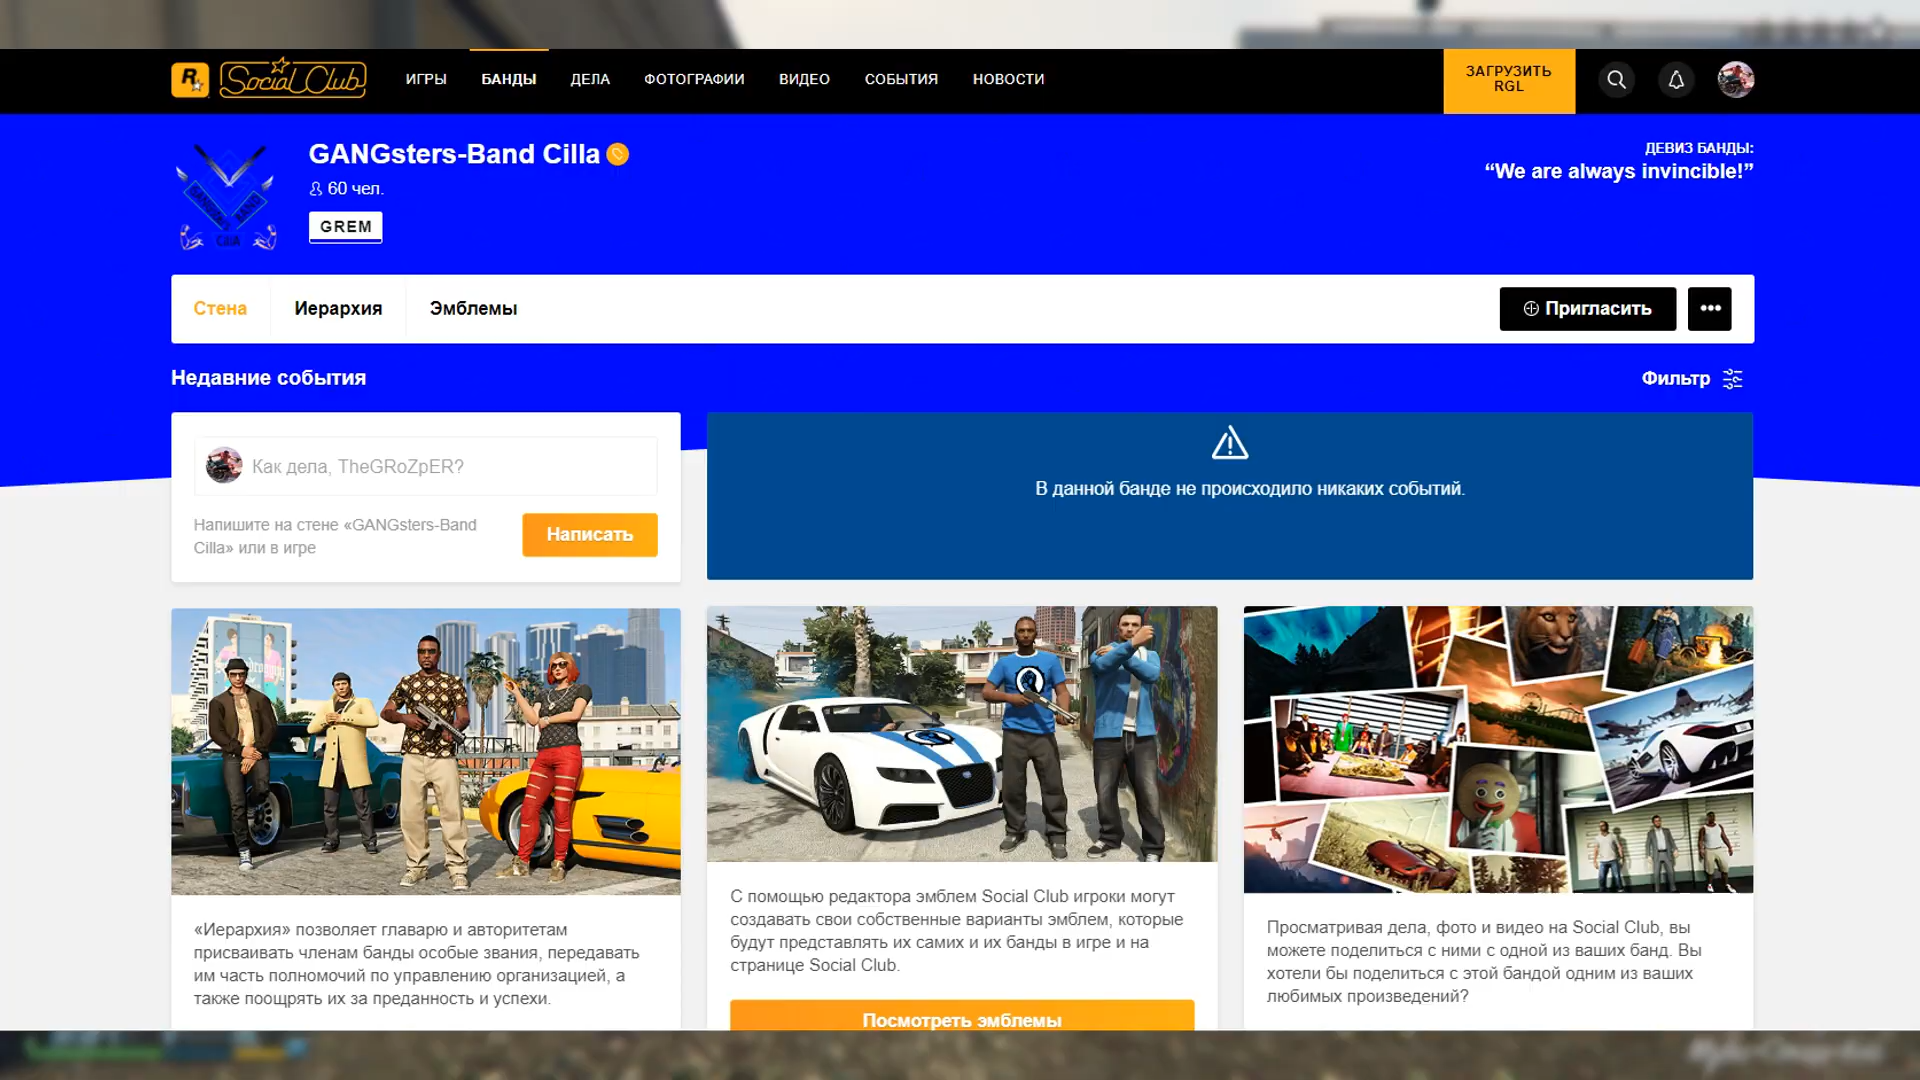 R Social Club ИГРЫ БАНДЫ ДЕЛА ФОТОГРАФИИ ВИДЕО СОБЫТИЯ НОВОСТИ
ЗАГРУЗИТЬ
RGL
GANGsters-Band Cilla
60 чел.
GREM
ДЕВИЗ БАНДЫ:
“We are always invincible!”
Стена Иерархия Эмблемы
Пригласить •••
Недавние события
Фильтр
Как дела, TheGRoZpER?
Напишите на стене «GANGsters-Band
Cilla» или в игре
Написать
В данной банде не происходило никаких событий.
«Иерархия» позволяет главарю и авторитетам
присваивать членам банды особые звания, передавать
им часть полномочий по управлению организацией, а
также поощрять их за преданность и успехи.
С помощью редактора эмблем Social Club игроки могут
создавать свои собственные варианты эмблем, которые
будут представлять их самих и их банды в игре и на
странице Social Club.
Посмотреть эмблемы
Просматривая дела, фото и видео на Social Club, вы
можете поделиться с ними с одной из ваших банд. Вы
хотели бы поделиться с этой бандой одним из ваших
любимых произведений?